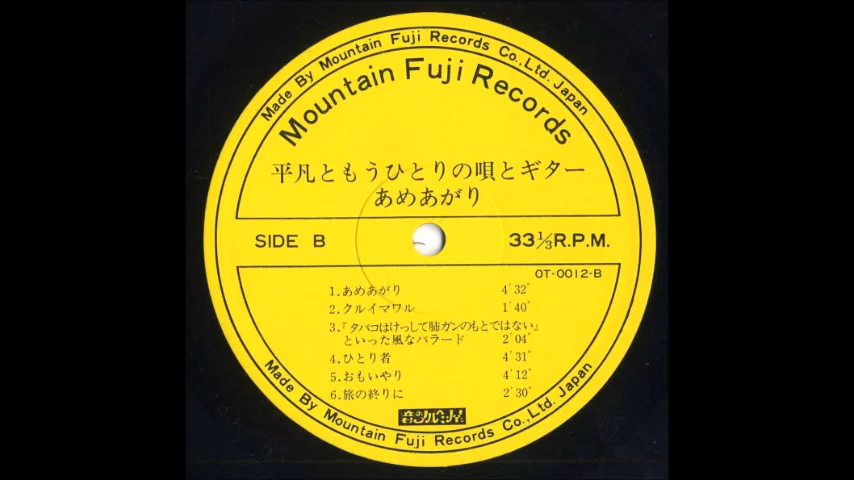 Made By Mountain Fuji Records Co.,Ltd. Japan
Mountain Fuji Records
平凡ともうひとりの唄とギター
あめあがり
SIDE B
33 1/3 R.P.M.
OT-0012-B
1.あめあがり 4'32"
2.クルイマワル 1'40"
3.『タバコはけっして肺ガンのもとではない』
といった風なバラード 2'04"
4.ひとり者 4'31"
5.おもいやり 4'12"
6.旅の終りに 2'30"
Made By Mountain Fuji Records Co.,Ltd. Japan